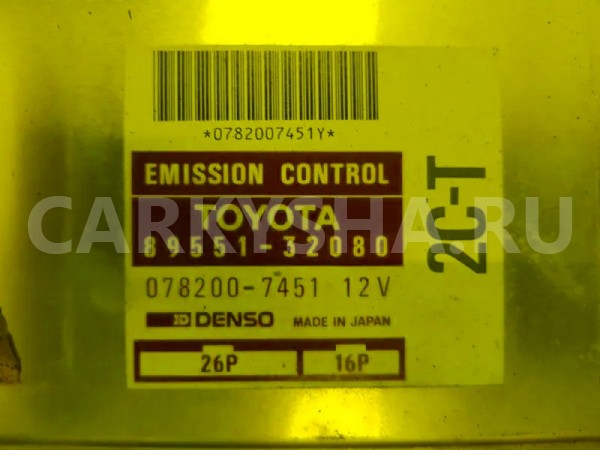 *0782007451Y*
EMISSION CONTROL
TOYOTA
89551-32080
078200-7451 12V
DENSO MADE IN JAPAN
26P 16P
2C-T
CARKYSHA.RU